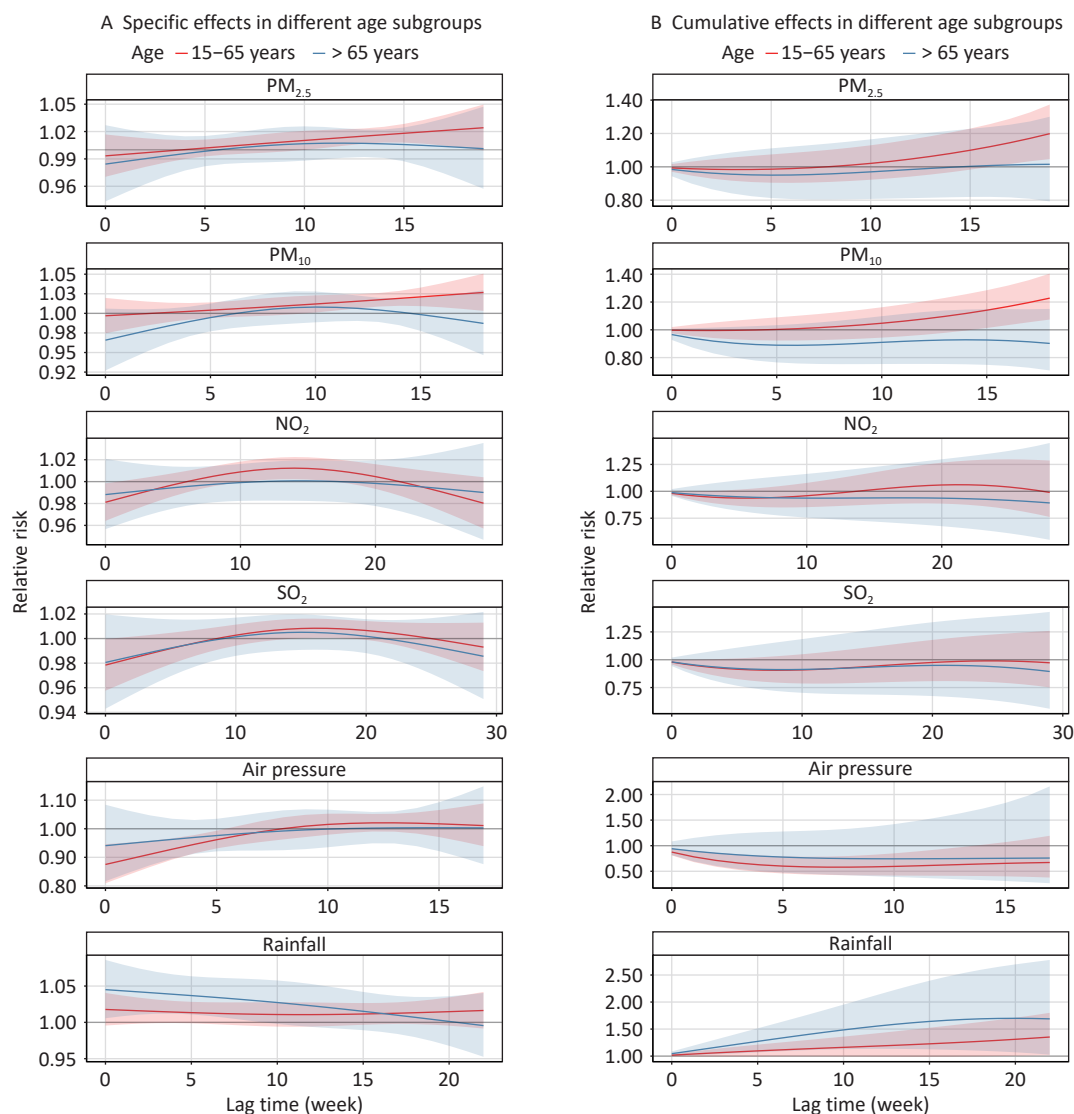 A Specific effects in different age subgroups
Age 15–65 years > 65 years
PM2.5
1.05
1.02
0.99
0.96
0 5 10 15
PM10
1.05
1.03
1.00
0.98
0.95
0.92
0 5 10 15
NO2
1.02
1.00
0.98
0.96
0 10 20
SO2
1.02
1.00
0.98
0.96
0.94
0 10 20 30
Air pressure
1.10
1.00
0.90
0.80
0 5 10 15
Rainfall
1.05
1.00
0.95
0 5 10 15 20
Relative risk
Lag time (week)
B Cumulative effects in different age subgroups
Age 15–65 years > 65 years
PM2.5
1.40
1.20
1.00
0.80
0 5 10 15
PM10
1.40
1.20
1.00
0.80
0 5 10 15
NO2
1.25
1.00
0.75
0 10 20
SO2
1.25
1.00
0.75
0 10 20 30
Air pressure
2.00
1.00
0.50
0 5 10 15
Rainfall
2.50
2.00
1.50
1.00
0 5 10 15 20
Relative risk
Lag time (week)